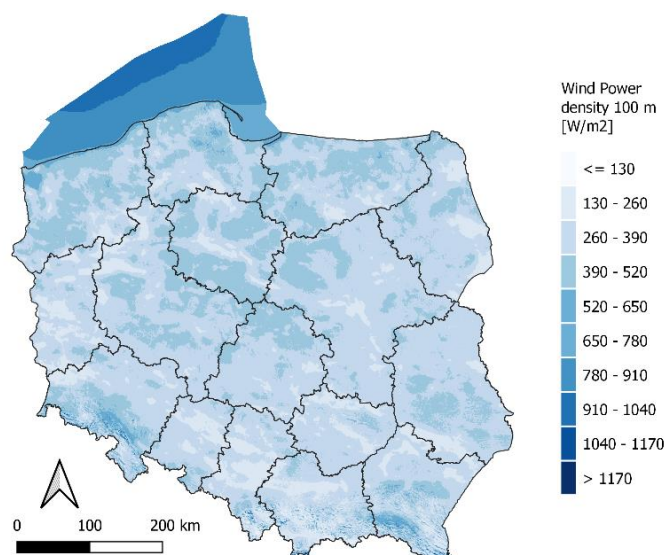 Wind Power
density 100 m
[W/m2]
<= 130
130 - 260
260 - 390
390 - 520
520 - 650
650 - 780
780 - 910
910 - 1040
1040 - 1170
> 1170
0 100 200 km